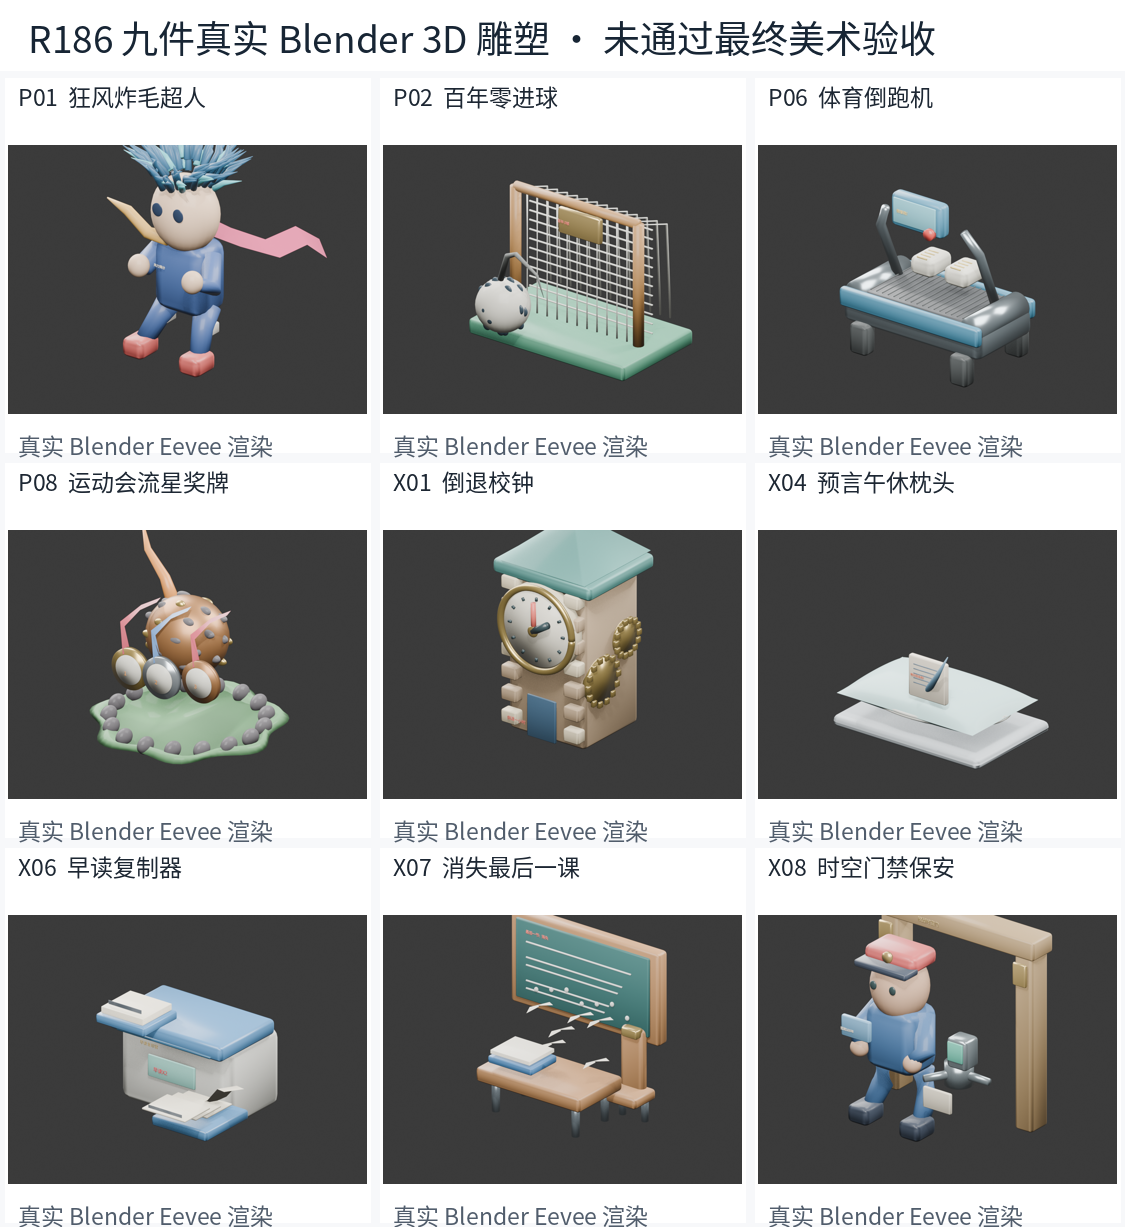 R186 九件真实 Blender 3D 雕塑 · 未通过最终美术验收
P01 狂风炸毛超人
P02 百年零进球
P06 体育倒跑机
真实 Blender Eevee 渲染
真实 Blender Eevee 渲染
真实 Blender Eevee 渲染
P08 运动会流星奖牌
X01 倒退校钟
X04 预言午休枕头
真实 Blender Eevee 渲染
真实 Blender Eevee 渲染
真实 Blender Eevee 渲染
X06 早读复制器
X07 消失最后一课
X08 时空门禁保安
真实 Blender Eevee 渲染
真实 Blender Eevee 渲染
真实 Blender Eevee 渲染